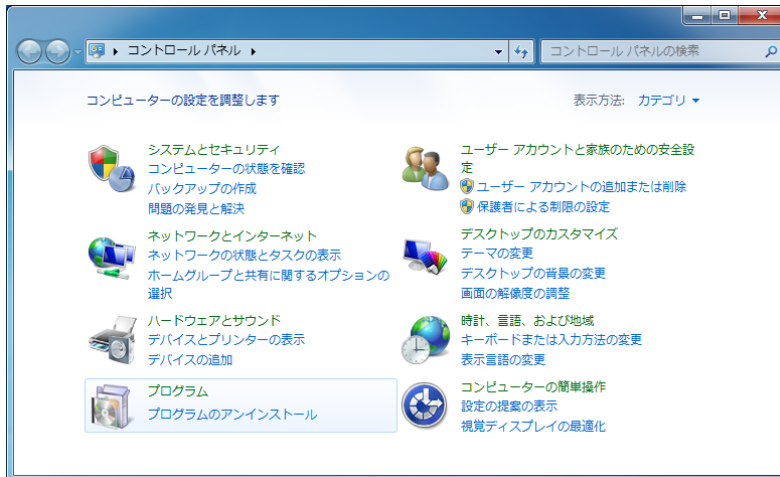 コントロール パネル
コントロール パネルの検索
コンピューターの設定を調整します
表示方法: カテゴリ
システムとセキュリティ
コンピューターの状態を確認
バックアップの作成
問題の発見と解決
ネットワークとインターネット
ネットワークの状態とタスクの表示
ホームグループと共有に関するオプションの
選択
ハードウェアとサウンド
デバイスとプリンターの表示
デバイスの追加
プログラム
プログラムのアンインストール
ユーザー アカウントと家族のための安全設
定
ユーザー アカウントの追加または削除
保護者による制限の設定
デスクトップのカスタマイズ
テーマの変更
デスクトップの背景の変更
画面の解像度の調整
時計、言語、および地域
キーボードまたは入力方法の変更
表示言語の変更
コンピューターの簡単操作
設定の提案の表示
視覚ディスプレイの最適化